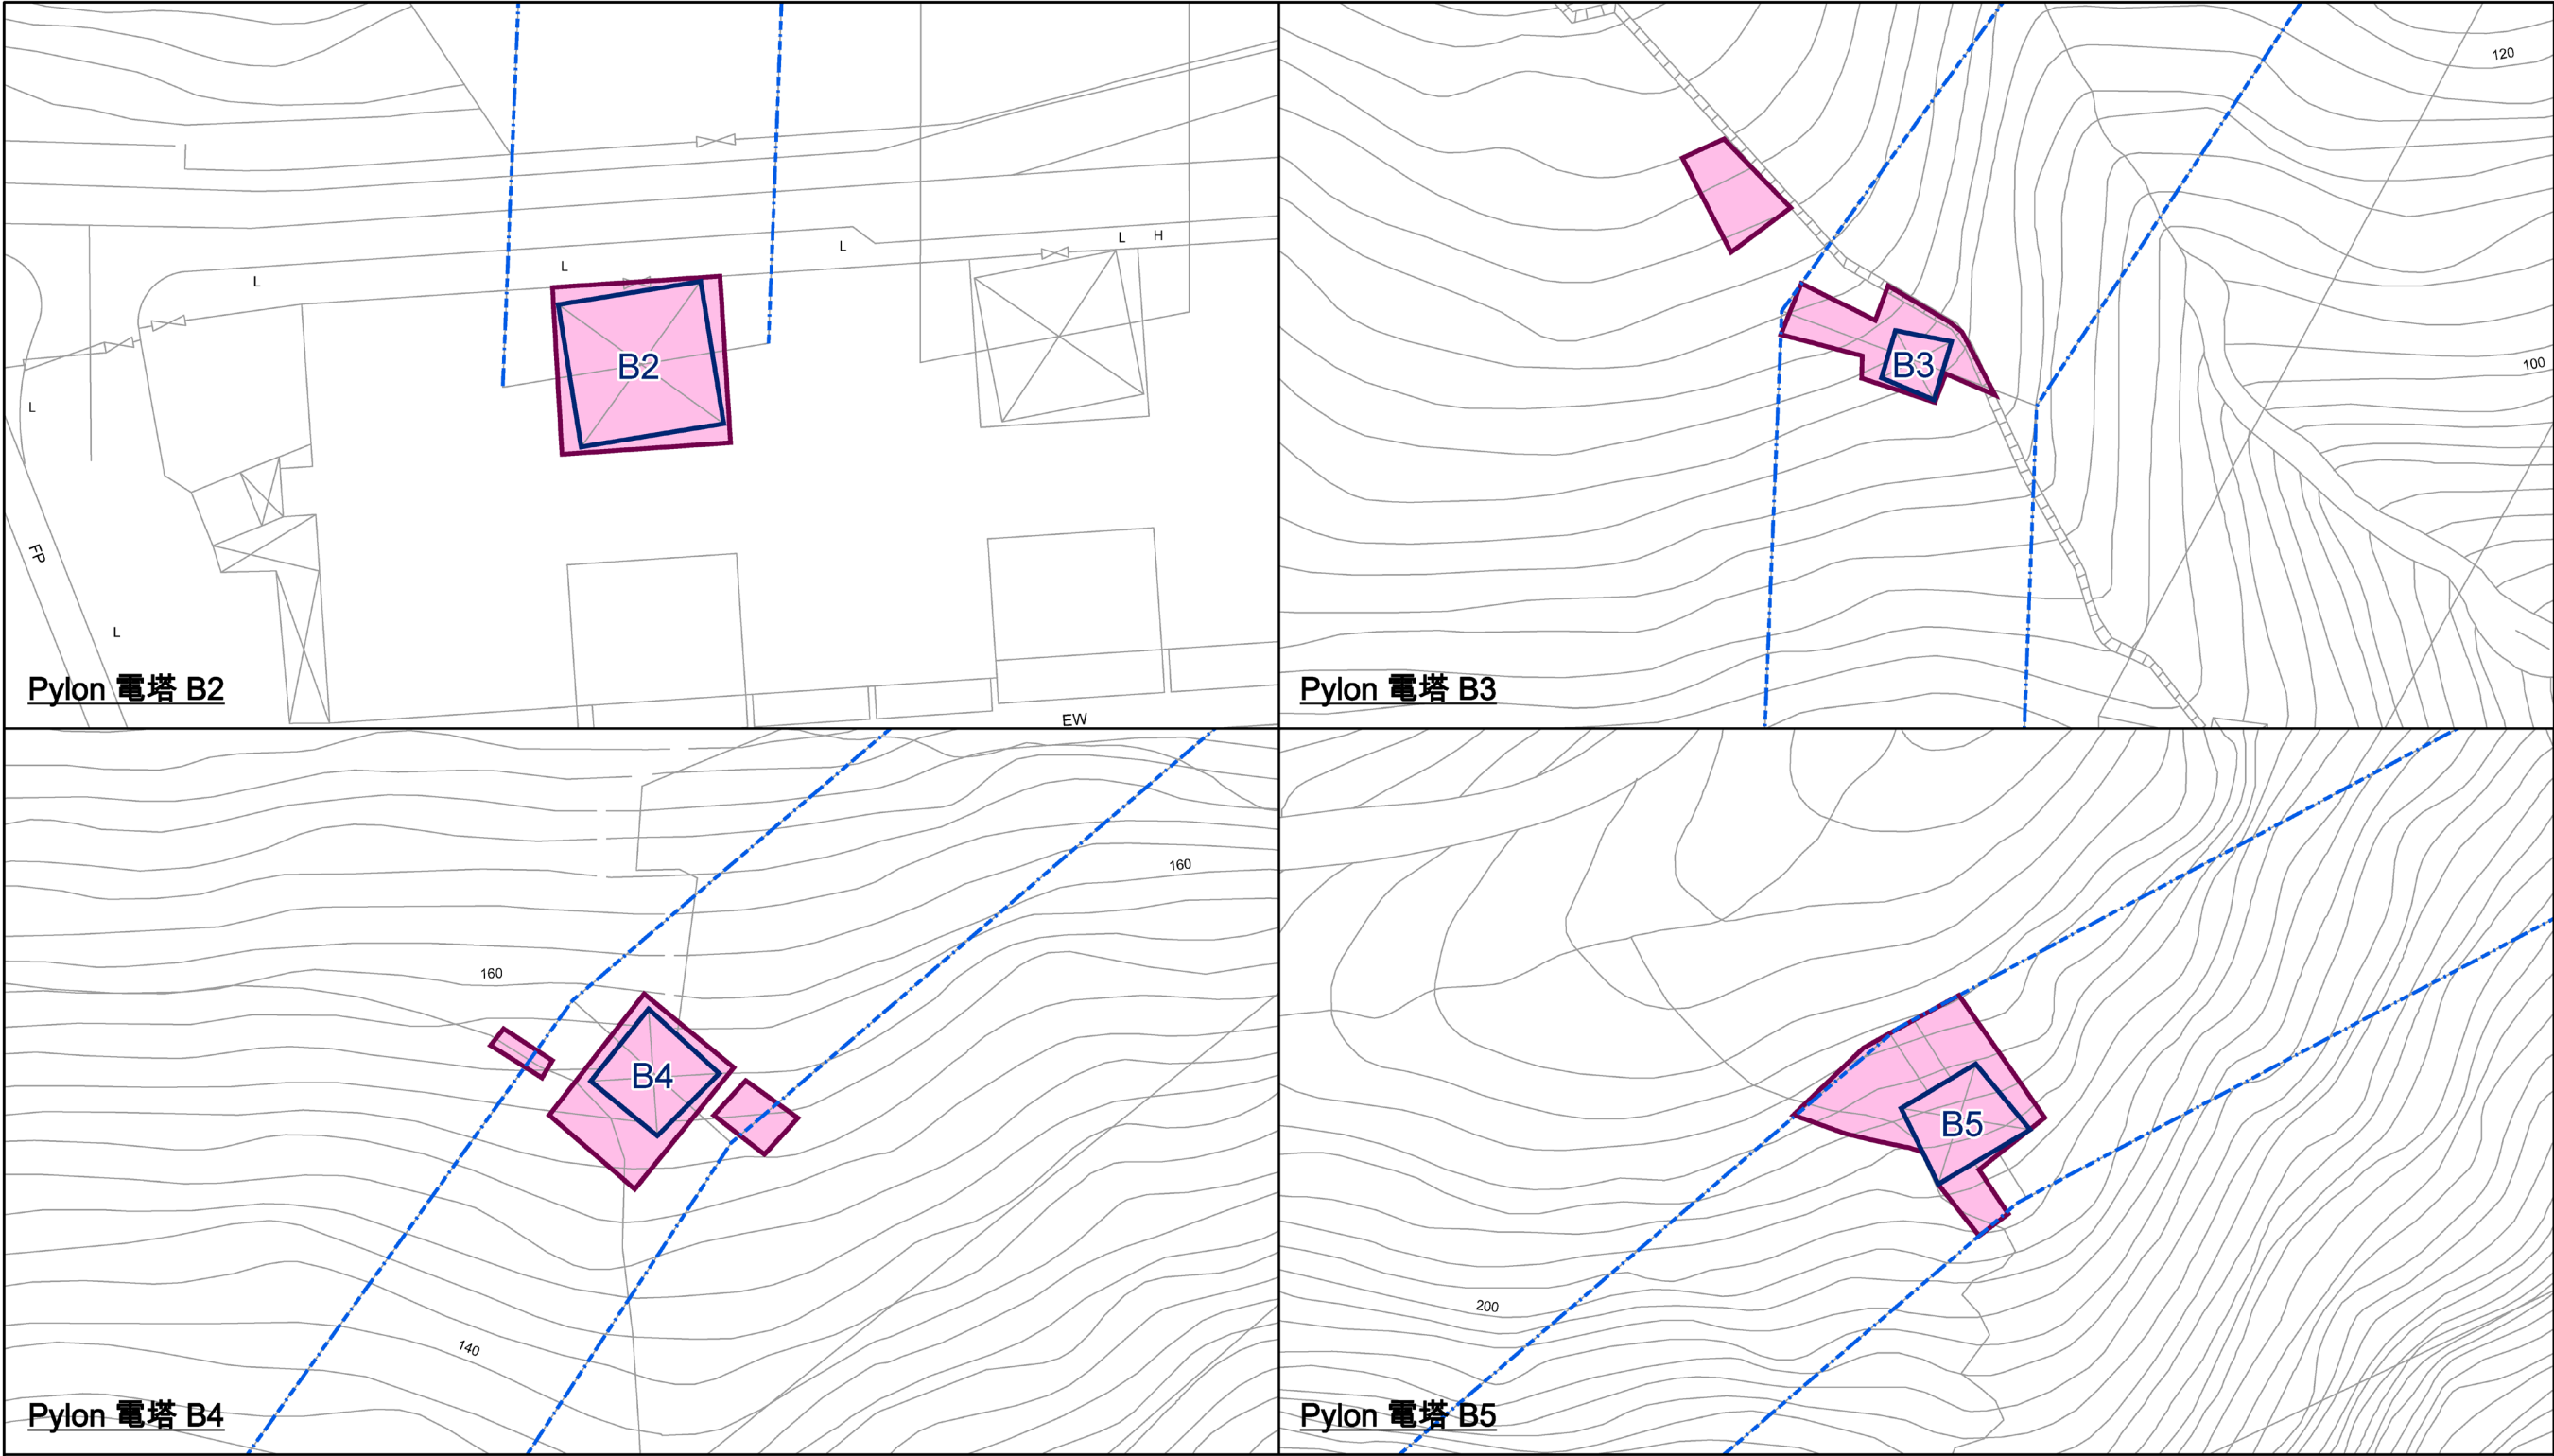 L
H
L
L
L
B2
L
FP
L
Pylon 電塔 B2
EW
120
B3
100
Pylon 電塔 B3
160
160
B4
140
Pylon 電塔 B4
B5
200
Pylon 電塔 B5